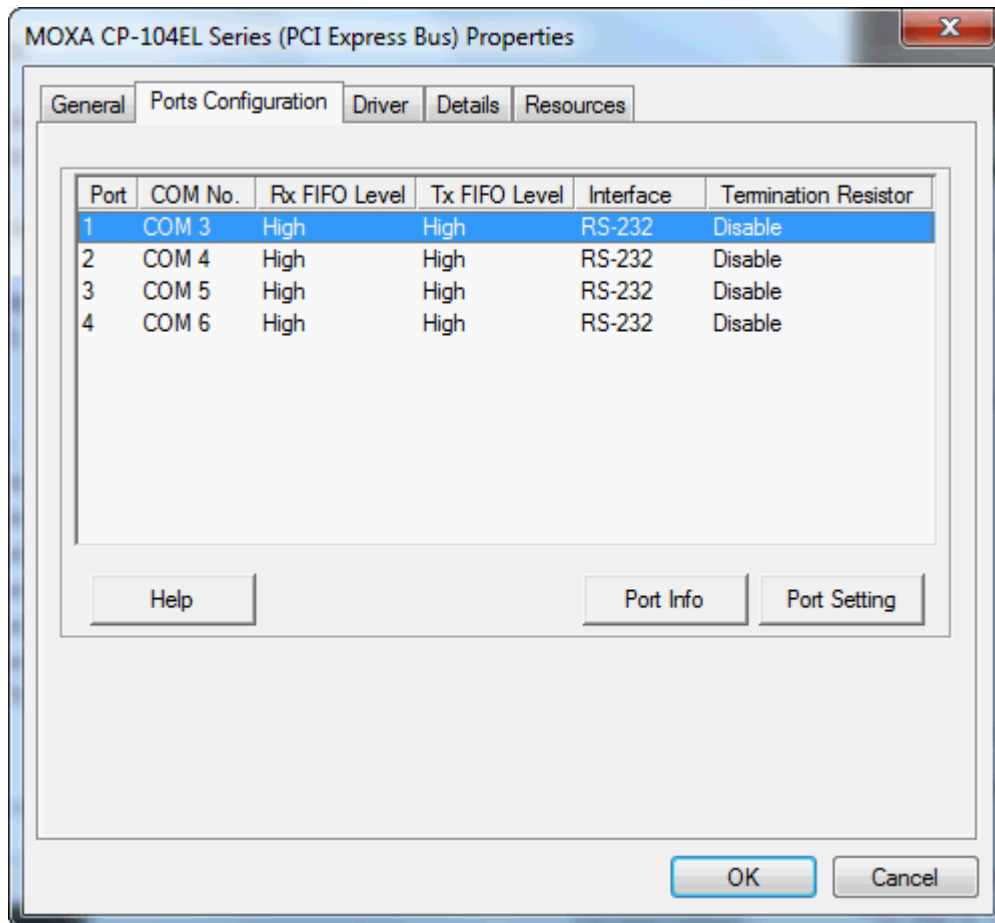 MOXA CP-104EL Series (PCI Express Bus) Properties
General Ports Configuration Driver Details Resources
Port COM No. Rx FIFO Level Tx FIFO Level Interface Termination Resistor
1 COM 3 High High RS-232 Disable
2 COM 4 High High RS-232 Disable
3 COM 5 High High RS-232 Disable
4 COM 6 High High RS-232 Disable
Help Port Info Port Setting
OK Cancel